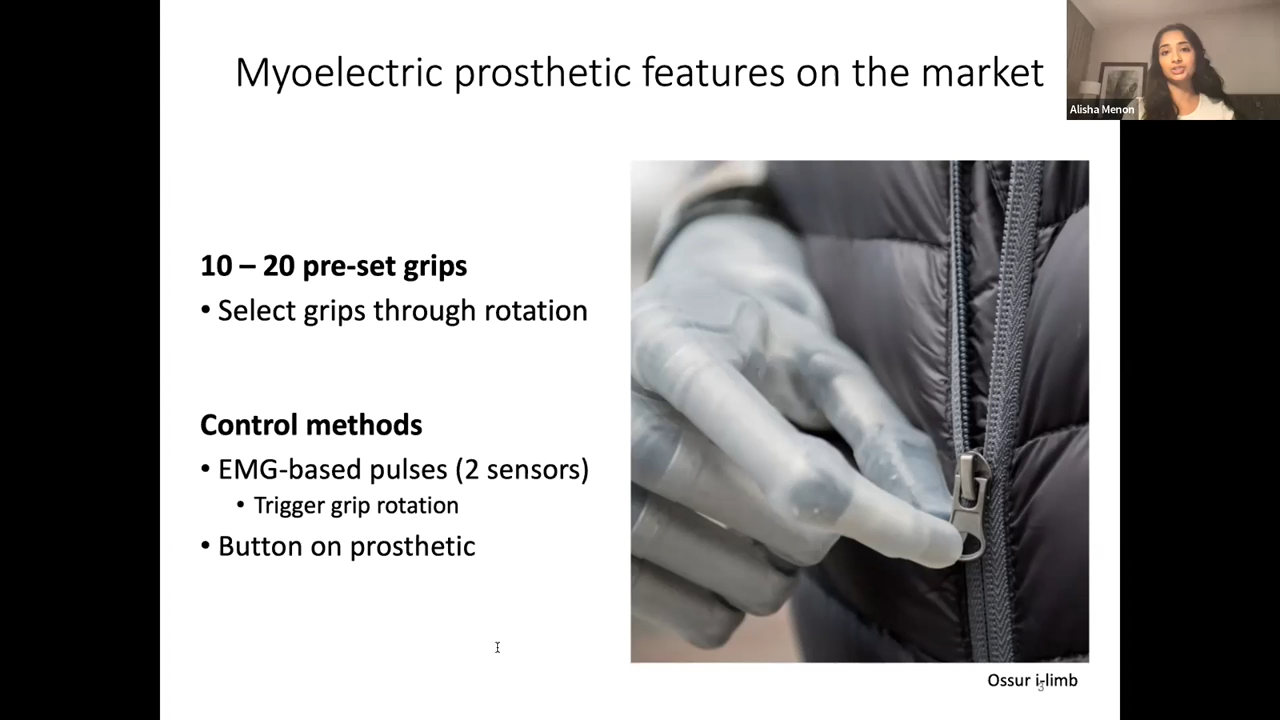 Myoelectric prosthetic features on the market
Alisha Menon
10 – 20 pre-set grips
• Select grips through rotation
Control methods
• EMG-based pulses (2 sensors)
• Trigger grip rotation
• Button on prosthetic
Ossur i-limb
3